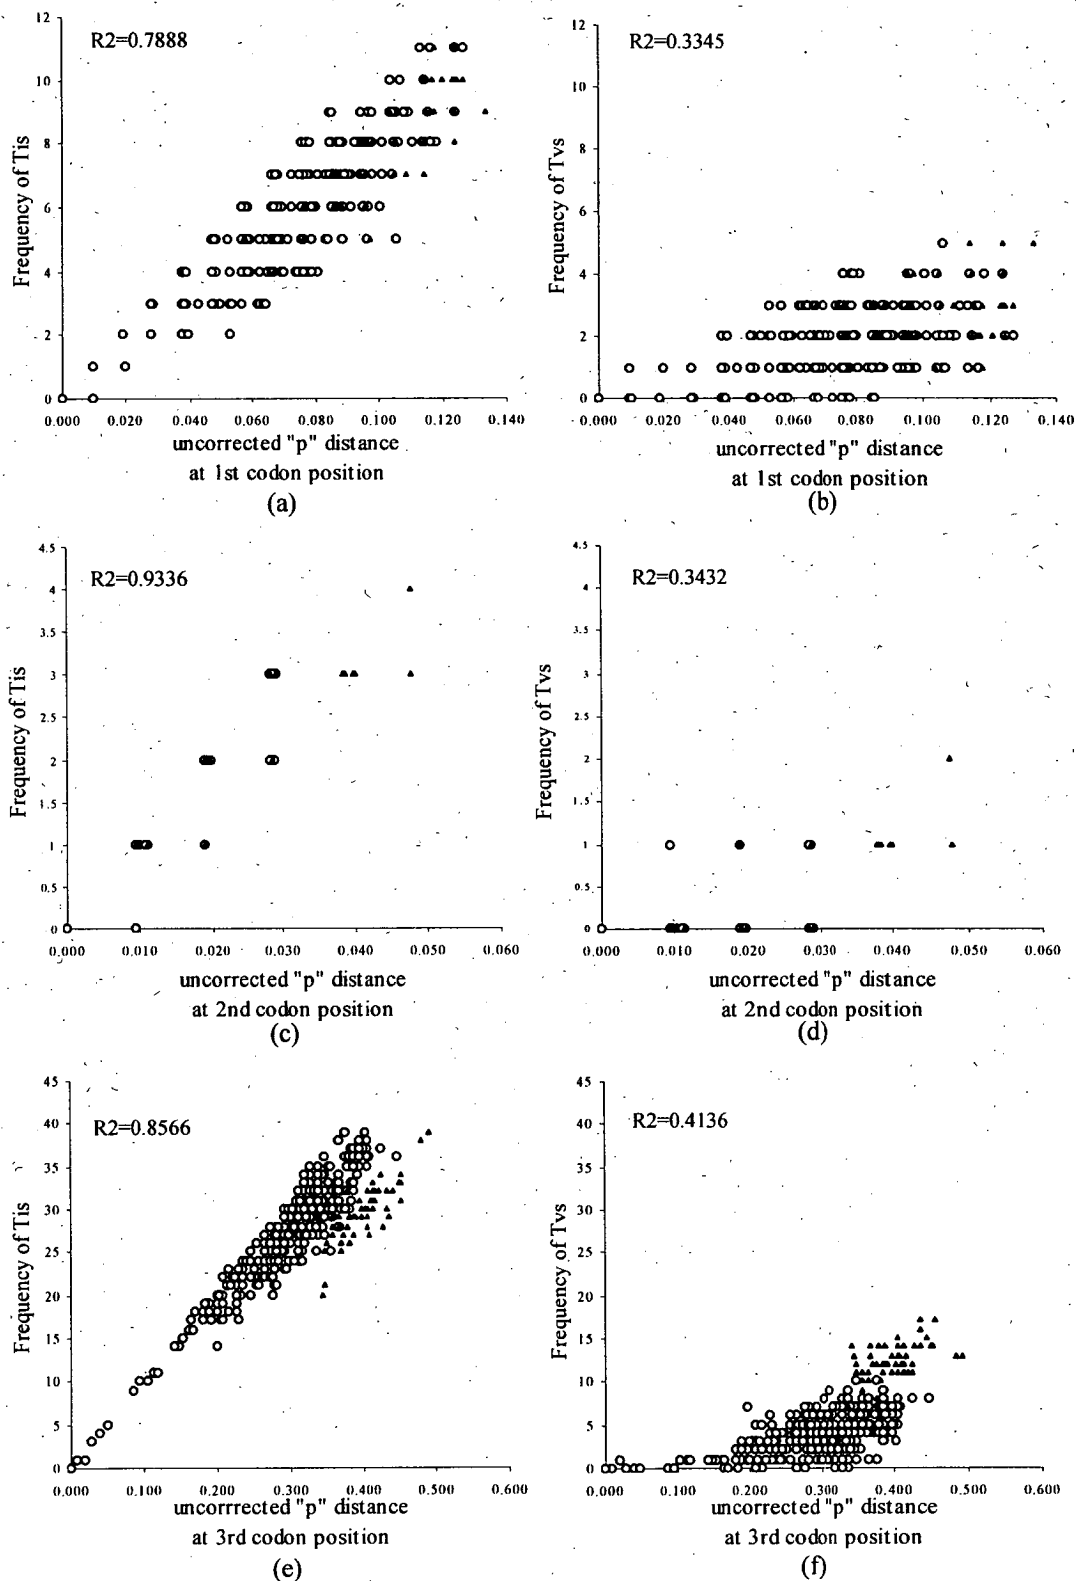 R2=0.7888
12
10
8
6
4
2
0
Frequency of Tis
0.000 0.020 0.040 0.060 0.080 0.100 0.120 0.140
uncorrected "p" distance
at 1st codon position
(a)
R2=0.3345
12
10
8
6
4
2
0
Frequency of Tvs
0.000 0.020 0.040 0.060 0.080 0.100 0.120 0.140
uncorrected "p" distance
at 1st codon position
(b)
R2=0.9336
4.5
4
3.5
3
2.5
2
1.5
1
0.5
0
Frequency of Tis
0.000 0.010 0.020 0.030 0.040 0.050 0.060
uncorrected "p" distance
at 2nd codon position
(c)
R2=0.3432
4.5
4
3.5
3
2.5
2
1.5
1
0.5
0
Frequency of Tvs
0.000 0.010 0.020 0.030 0.040 0.050 0.060
uncorrected "p" distance
at 2nd codon position
(d)
R2=0.8566
45
40
35
30
25
20
15
10
5
0
Frequency of Tis
0.000 0.100 0.200 0.300 0.400 0.500 0.600
uncorrrected "p" distance
at 3rd codon position
(e)
R2=0.4136
45
40
35
30
25
20
15
10
5
0
Frequency of Tvs
0.000 0.100 0.200 0.300 0.400 0.500 0.600
uncorrected "p" distance
at 3rd codon position
(f)